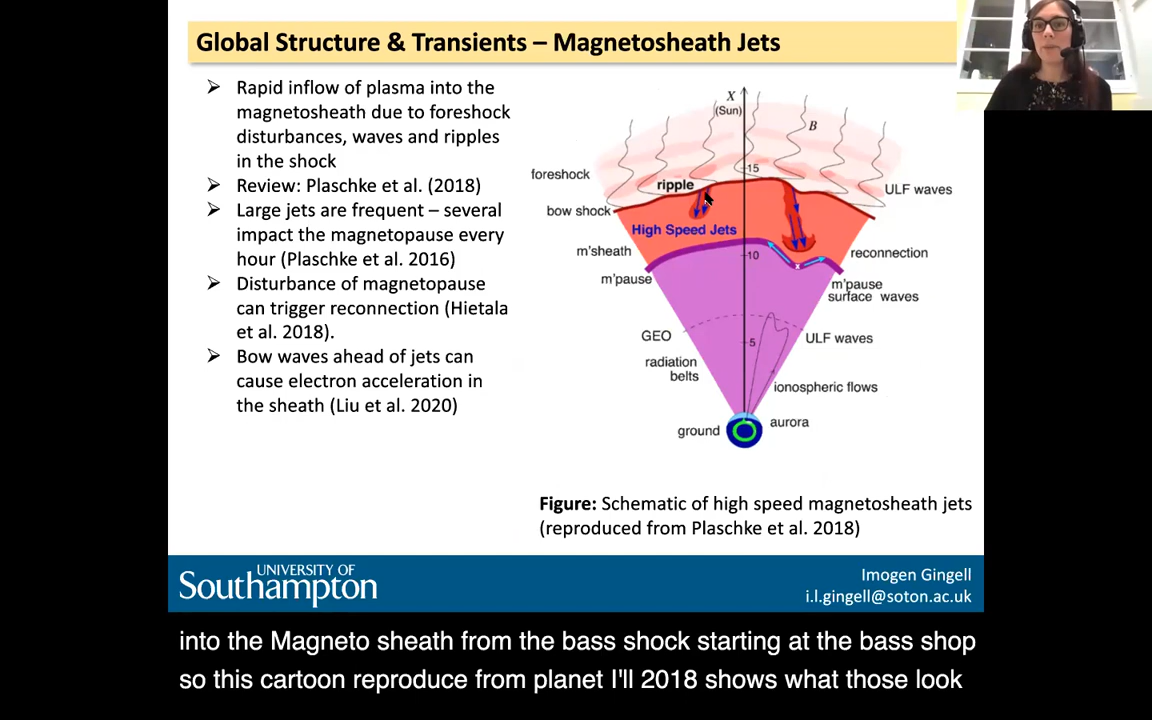 Global Structure & Transients – Magnetosheath Jets
➢ Rapid inflow of plasma into the
magnetosheath due to foreshock
disturbances, waves and ripples
in the shock
➢ Review: Plaschke et al. (2018)
➢ Large jets are frequent – several
impact the magnetopause every
hour (Plaschke et al. 2016)
➢ Disturbance of magnetopause
can trigger reconnection (Hietala
et al. 2018).
➢ Bow waves ahead of jets can
cause electron acceleration in
the sheath (Liu et al. 2020)
X
(Sun)
B
15
foreshock
ripple
ULF waves
bow shock
High Speed Jets
m'sheath
10
reconnection
m'pause
m'pause
surface waves
GEO
5
ULF waves
radiation
belts
ionospheric flows
aurora
ground
x
Figure: Schematic of high speed magnetosheath jets
(reproduced from Plaschke et al. 2018)
UNIVERSITY OF
Southampton
Imogen Gingell
i.l.gingell@soton.ac.uk
into the Magneto sheath from the bass shock starting at the bass shop
so this cartoon reproduce from planet I'll 2018 shows what those look